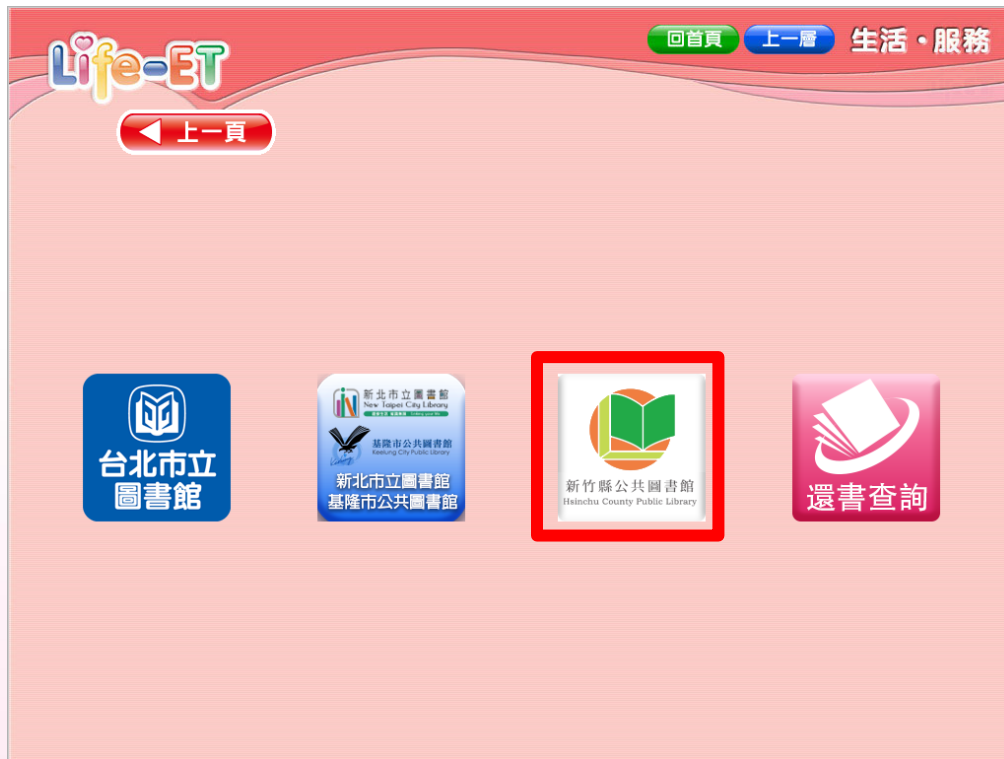 Life-ET
回首頁
上一層
生活・服務
上一頁
台北市立
圖書館
新北市立圖書館
New Taipei City Library
基隆市公共圖書館
Keelung City Public Library
新北市立圖書館
基隆市公共圖書館
新竹縣公共圖書館
Hsinchu County Public Library
還書查詢